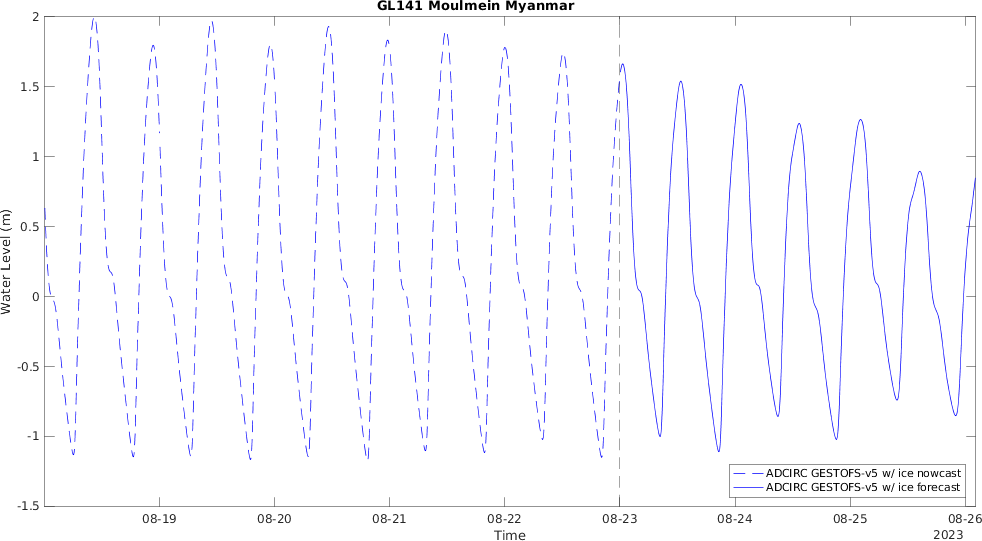 GL141 Moulmein Myanmar
2
1.5
1
0.5
0
-0.5
-1
-1.5
Water Level (m)
ADCIRC GESTOFS-v5 w/ ice nowcast
ADCIRC GESTOFS-v5 w/ ice forecast
08-19 08-20 08-21 08-22 08-23 08-24 08-25 08-26
Time
2023